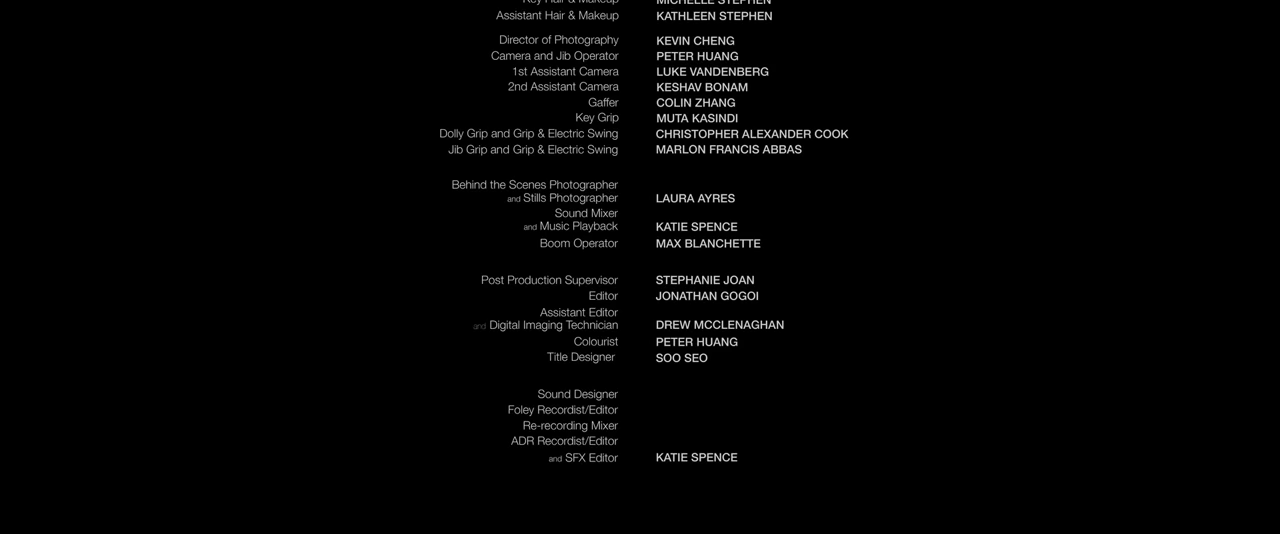 Key Hair & Makeup MICHELLE STEPHEN
Assistant Hair & Makeup KATHLEEN STEPHEN
Director of Photography KEVIN CHENG
Camera and Jib Operator PETER HUANG
1st Assistant Camera LUKE VANDENBERG
2nd Assistant Camera KESHAV BONAM
Gaffer COLIN ZHANG
Key Grip MUTA KASINDI
Dolly Grip and Grip & Electric Swing CHRISTOPHER ALEXANDER COOK
Jib Grip and Grip & Electric Swing MARLON FRANCIS ABBAS
Behind the Scenes Photographer
and Stills Photographer LAURA AYRES
Sound Mixer
and Music Playback KATIE SPENCE
Boom Operator MAX BLANCHETTE
Post Production Supervisor STEPHANIE JOAN
Editor JONATHAN GOGOI
Assistant Editor
and Digital Imaging Technician DREW MCCLENAGHAN
Colourist PETER HUANG
Title Designer SOO SEO
Sound Designer
Foley Recordist/Editor
Re-recording Mixer
ADR Recordist/Editor
and SFX Editor KATIE SPENCE